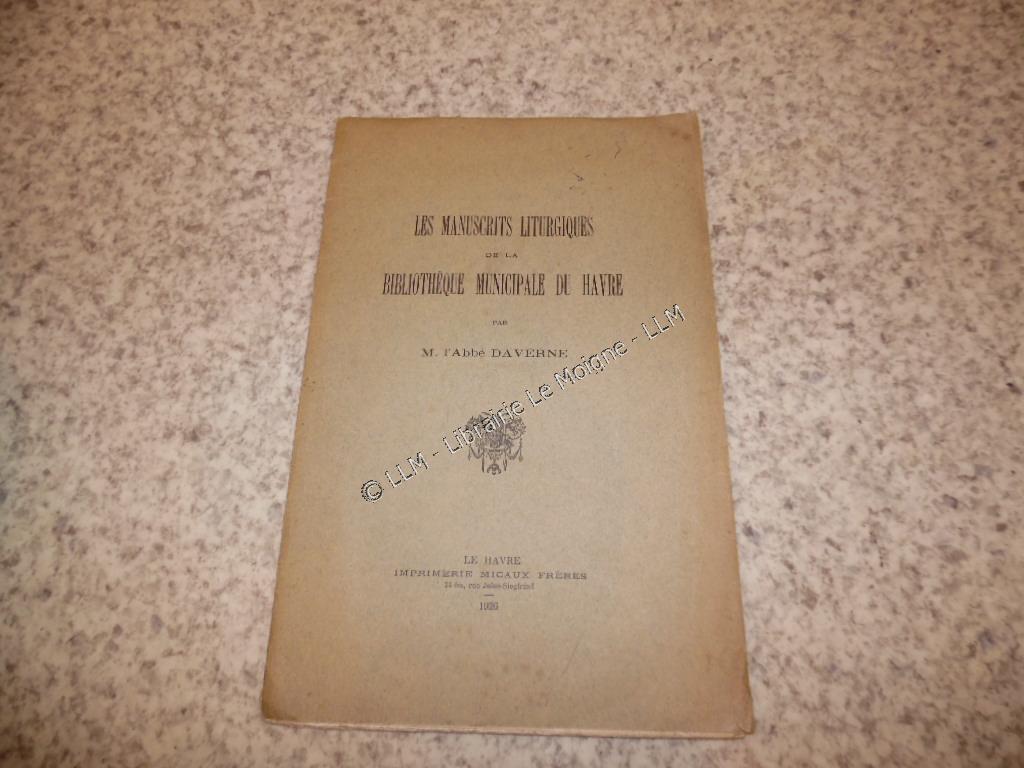 LES MANUSCRITS LITURGIQUES
DE LA
BIBLIOTHÈQUE MUNICIPALE DU HAVRE
PAR
M. l'Abbé DAVERNE
© LLM - Librairie Le Moigne - LLM
LE HAVRE
IMPRIMERIE MICAUX FRÈRES
rue Jules-Siegfried
1926